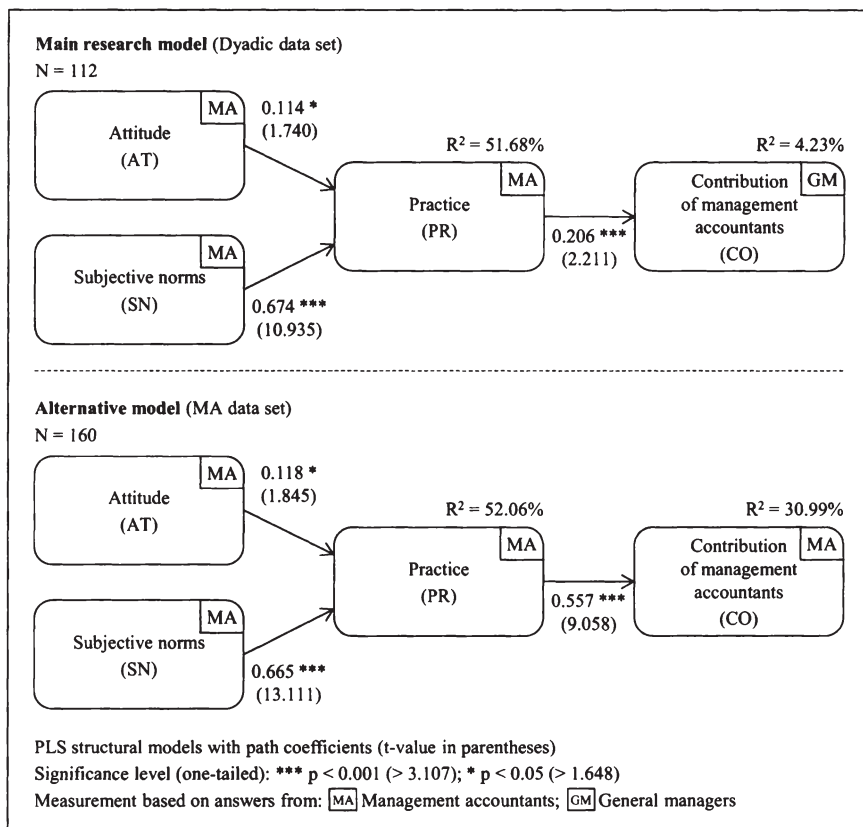 Main research model (Dyadic data set)
N = 112
MA
Attitude
(AT)
0.114 *
(1.740)
MA
Subjective norms
(SN)
0.674 ***
(10.935)
R² = 51.68%
MA
Practice
(PR)
0.206 ***
(2.211)
R² = 4.23%
GM
Contribution
of management
accountants
(CO)
Alternative model (MA data set)
N = 160
MA
Attitude
(AT)
0.118 *
(1.845)
MA
Subjective norms
(SN)
0.665 ***
(13.111)
R² = 52.06%
MA
Practice
(PR)
0.557 ***
(9.058)
R² = 30.99%
MA
Contribution
of management
accountants
(CO)
PLS structural models with path coefficients (t-value in parentheses)
Significance level (one-tailed): *** p < 0.001 (> 3.107); * p < 0.05 (> 1.648)
Measurement based on answers from: MA Management accountants; GM General managers